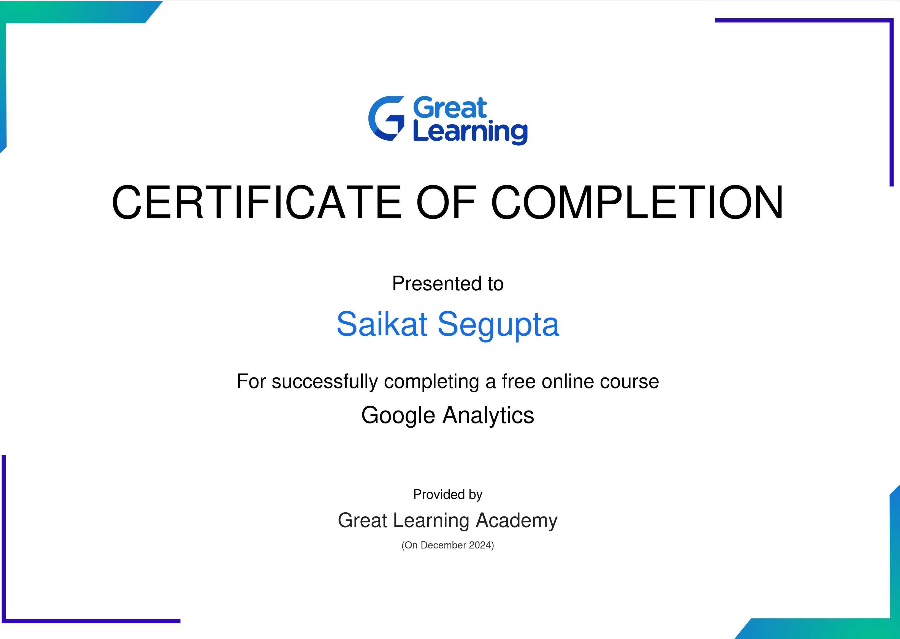 Great
Learning
CERTIFICATE OF COMPLETION
Presented to
Saikat Segupta
For successfully completing a free online course
Google Analytics
Provided by
Great Learning Academy
(On December 2024)